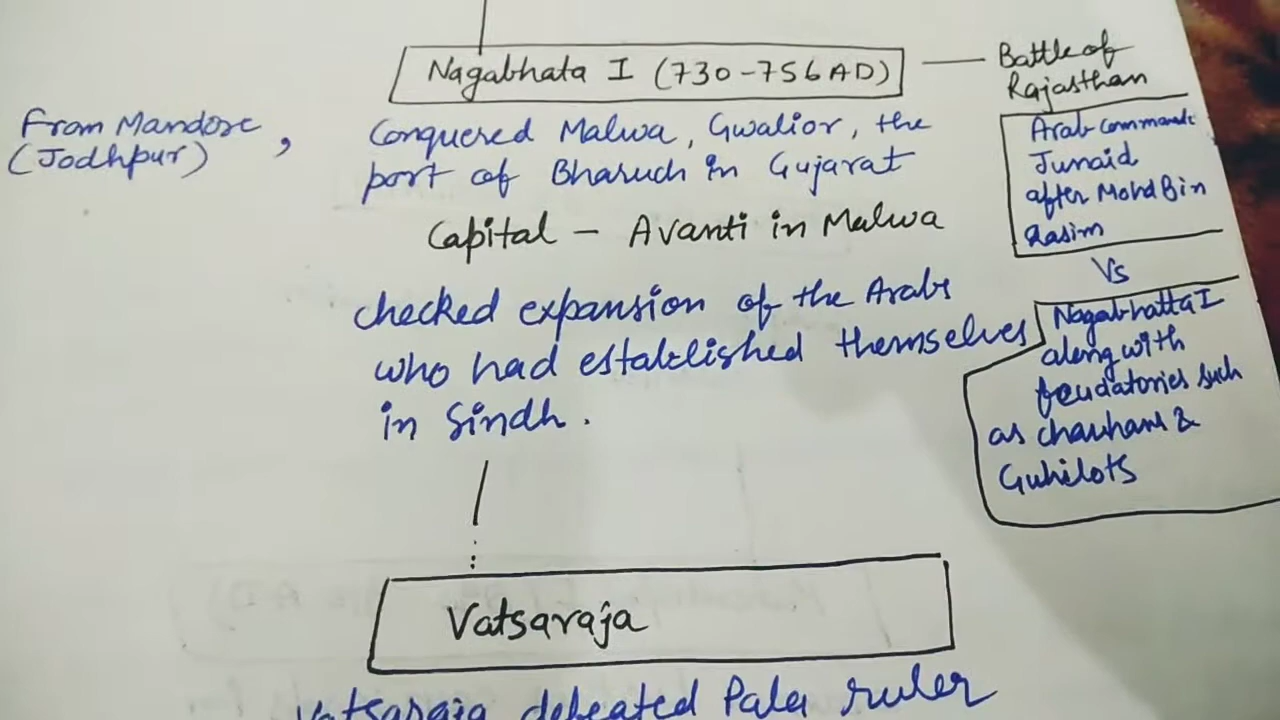 Nagabhata I (730-756AD)
Battle of
Rajasthan
From Mandore,
(Jodhpur)
Conquered Malwa, Gwalior, the
port of Bharuch in Gujarat
Capital - Avanti in Malwa
checked expansion of the Arabs
who had established themselves
in Sindh.
Arab commande
Junaid
after Mohd Bin
Qasim
Vs
Nagabhatta I
along with
feudatories such
as chauhans &
Guhilots
Vatsaraja
Vatsaraja defeated Pala ruler